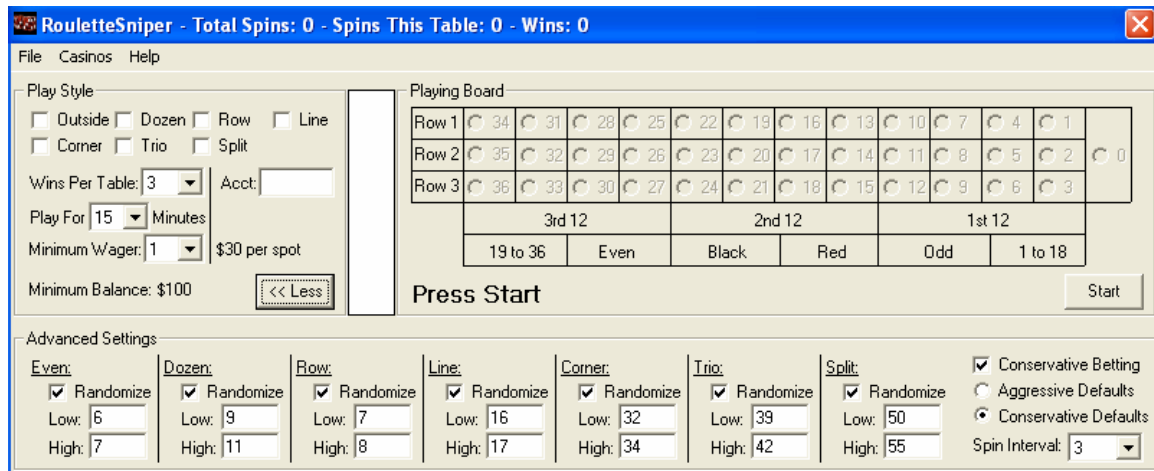 RouletteSniper - Total Spins: 0 - Spins This Table: 0 - Wins: 0
File Casinos Help
Play Style
Outside Dozen Row Line
Corner Trio Split
Wins Per Table: 3 Acct:
Play For 15 Minutes
Minimum Wager: 1 $30 per spot
Minimum Balance: $100 << Less
Playing Board
Row 1 34 31 28 25 22 19 16 13 10 7 4 1
Row 2 35 32 29 26 23 20 17 14 11 8 5 2 0
Row 3 36 33 30 27 24 21 18 15 12 9 6 3
3rd 12 2nd 12 1st 12
19 to 36 Even Black Red Odd 1 to 18
Press Start Start
Advanced Settings
Even: Dozen: Row: Line: Corner: Trio: Split: Conservative Betting
Randomize Randomize Randomize Randomize Randomize Randomize Randomize Aggressive Defaults
Low: 6 Low: 9 Low: 7 Low: 16 Low: 32 Low: 39 Low: 50 Conservative Defaults
High: 7 High: 11 High: 8 High: 17 High: 34 High: 42 High: 55 Spin Interval: 3